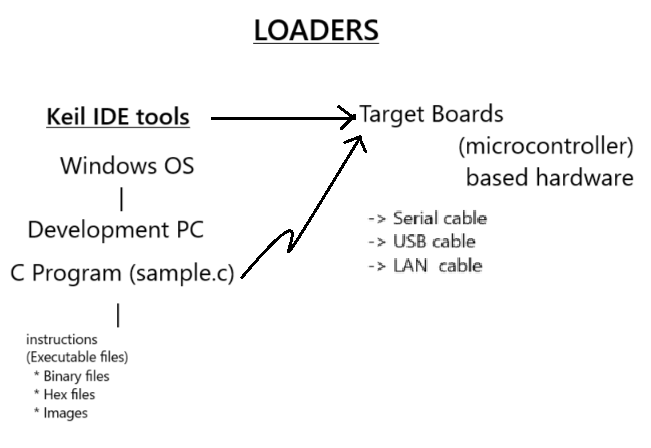 LOADERS
Keil IDE tools
Windows OS
Development PC
C Program (sample.c)
instructions
(Executable files)
* Binary files
* Hex files
* Images
Target Boards
(microcontroller)
based hardware
-> Serial cable
-> USB cable
-> LAN cable